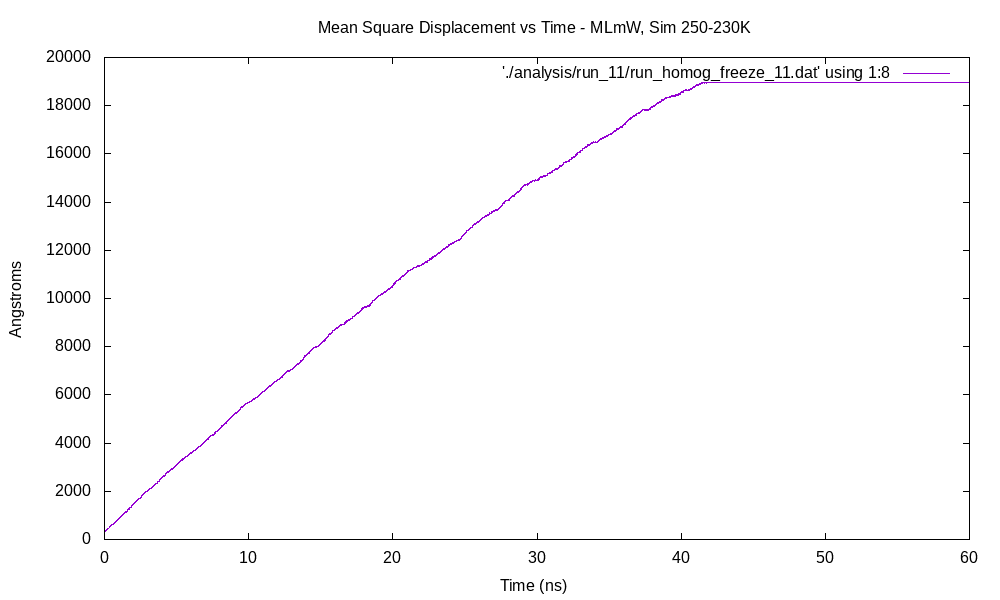 Mean Square Displacement vs Time - MLmW, Sim 250-230K
'./analysis/run_11/run_homog_freeze_11.dat' using 1:8
20000
18000
16000
14000
12000
10000
8000
6000
4000
2000
0
Angstroms
0 10 20 30 40 50 60
Time (ns)